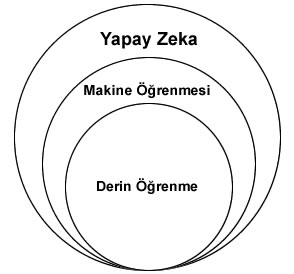 Yapay Zeka
Makine Öğrenmesi
Derin Öğrenme